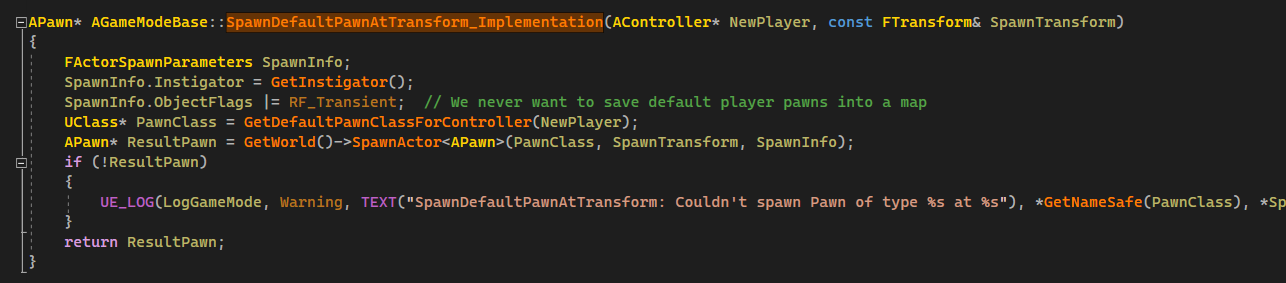 APawn* AGameModeBase::SpawnDefaultPawnAtTransform_Implementation(AController* NewPlayer, const FTransform& SpawnTransform)
{
    FActorSpawnParameters SpawnInfo;
    SpawnInfo.Instigator = GetInstigator();
    SpawnInfo.ObjectFlags |= RF_Transient;  // We never want to save default player pawns into a map
    UClass* PawnClass = GetDefaultPawnClassForController(NewPlayer);
    APawn* ResultPawn = GetWorld()->SpawnActor<APawn>(PawnClass, SpawnTransform, SpawnInfo);
    if (!ResultPawn)
    {
        UE_LOG(LogGameMode, Warning, TEXT("SpawnDefaultPawnAtTransform: Couldn't spawn Pawn of type %s at %s"), *GetNameSafe(PawnClass), *Sp
    }
    return ResultPawn;
}